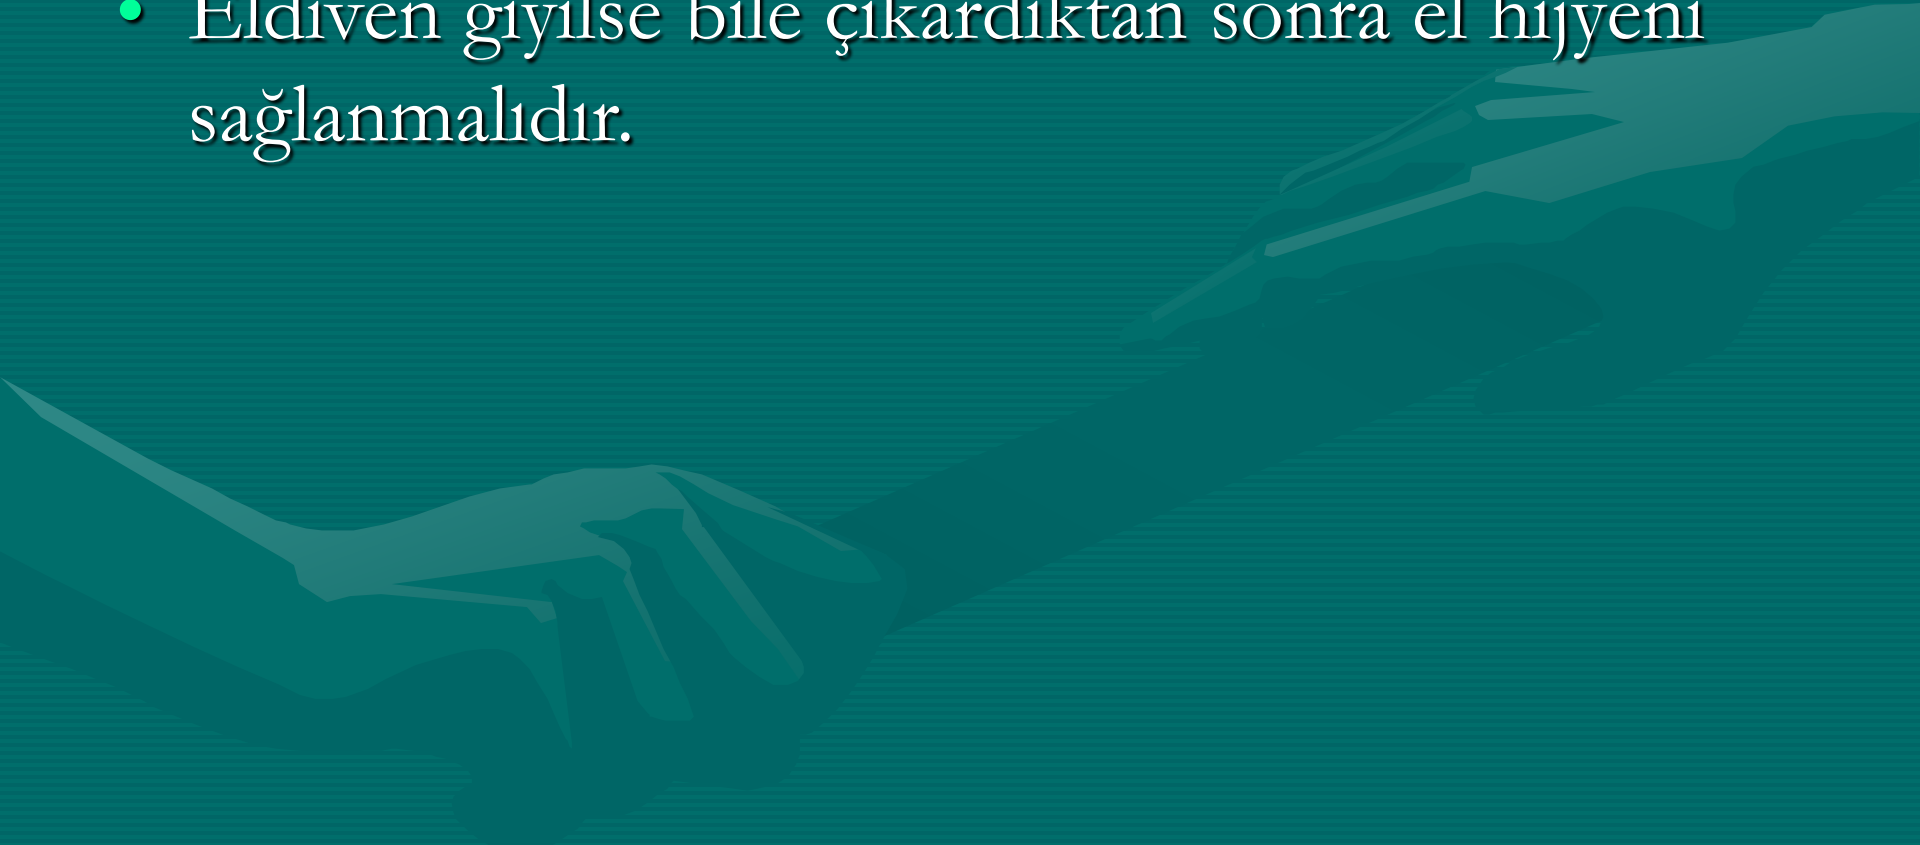 • Eldiven giyilse bile çıkardıktan sonra el hijyeni
sağlanmalıdır.